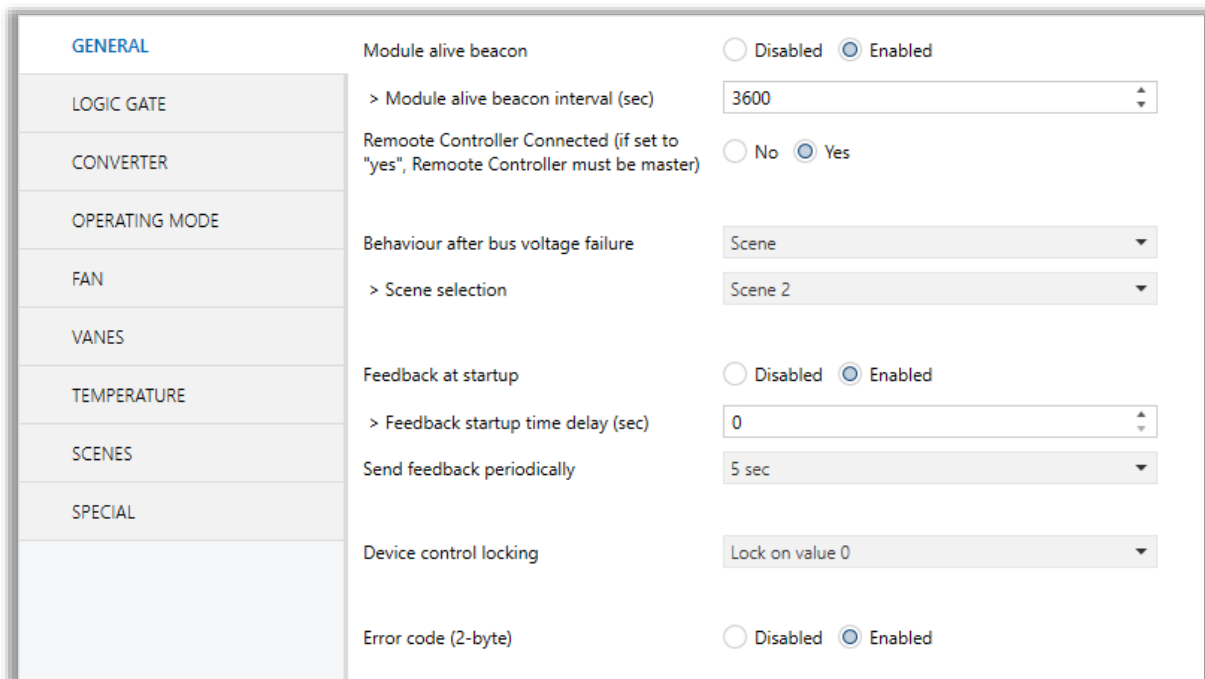 GENERAL
LOGIC GATE
CONVERTER
OPERATING MODE
FAN
VANES
TEMPERATURE
SCENES
SPECIAL
Module alive beacon Disabled Enabled
> Module alive beacon interval (sec) 3600
Remoote Controller Connected (if set to
"yes", Remoote Controller must be master) No Yes
Behaviour after bus voltage failure Scene
> Scene selection Scene 2
Feedback at startup Disabled Enabled
> Feedback startup time delay (sec) 0
Send feedback periodically 5 sec
Device control locking Lock on value 0
Error code (2-byte) Disabled Enabled